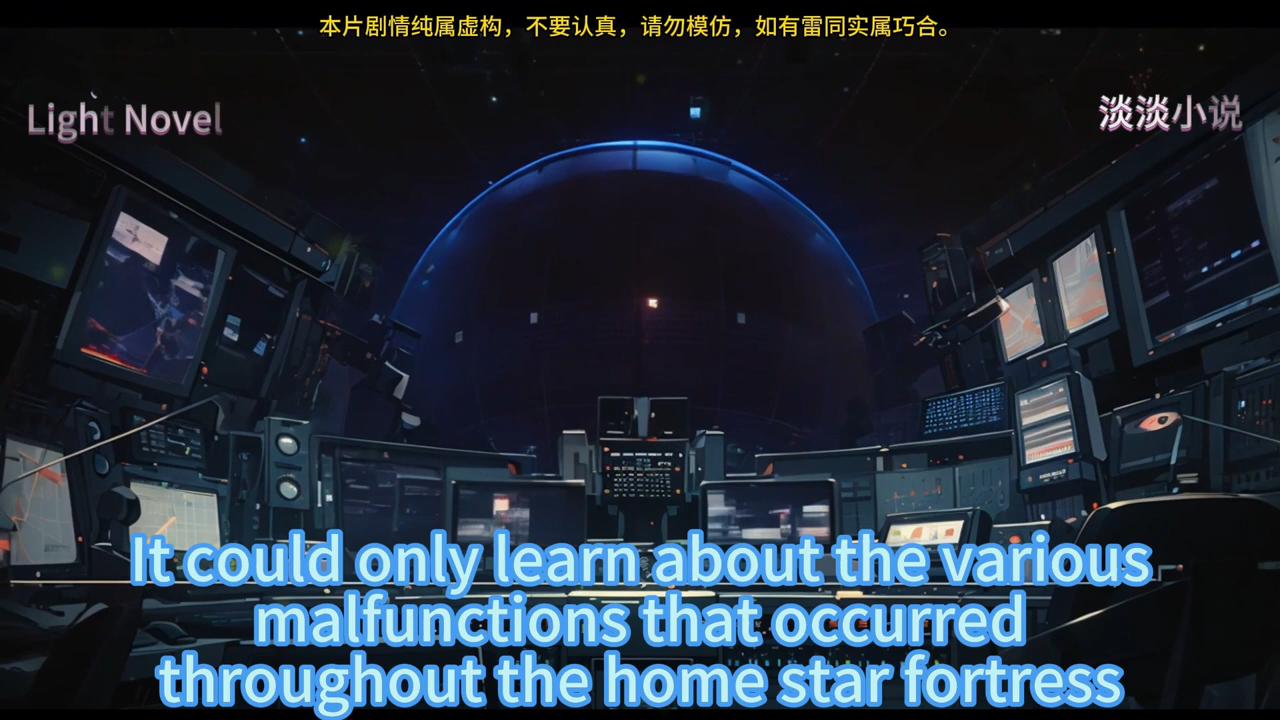 本片剧情纯属虚构，不要认真，请勿模仿，如有雷同实属巧合。
Light Novel
淡淡小说
It could only learn about the various
malfunctions that occurred
throughout the home star fortress